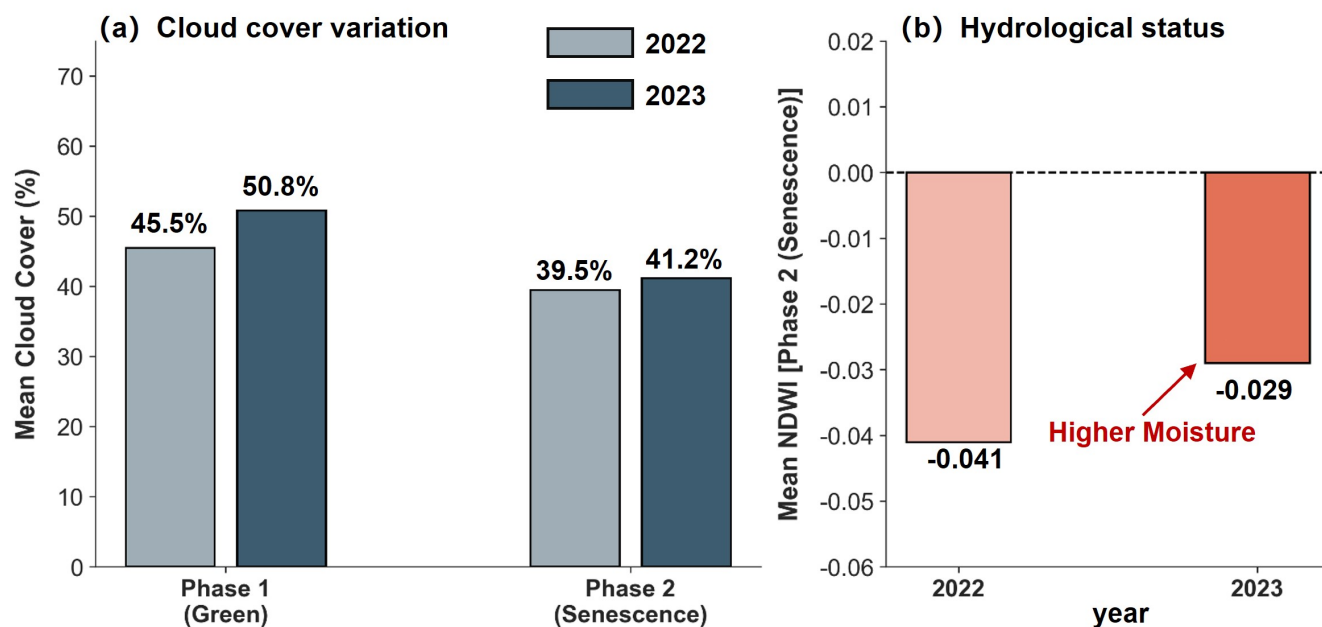 (a) Cloud cover variation
2022
2023
Mean Cloud Cover (%)
70
60
50
40
30
20
10
0
45.5%
50.8%
39.5%
41.2%
Phase 1
(Green)
Phase 2
(Senescence)
(b) Hydrological status
Mean NDWI [Phase 2 (Senescence)]
0.02
0.01
0.00
-0.01
-0.02
-0.03
-0.04
-0.05
-0.06
-0.041
-0.029
Higher Moisture
2022
2023
year